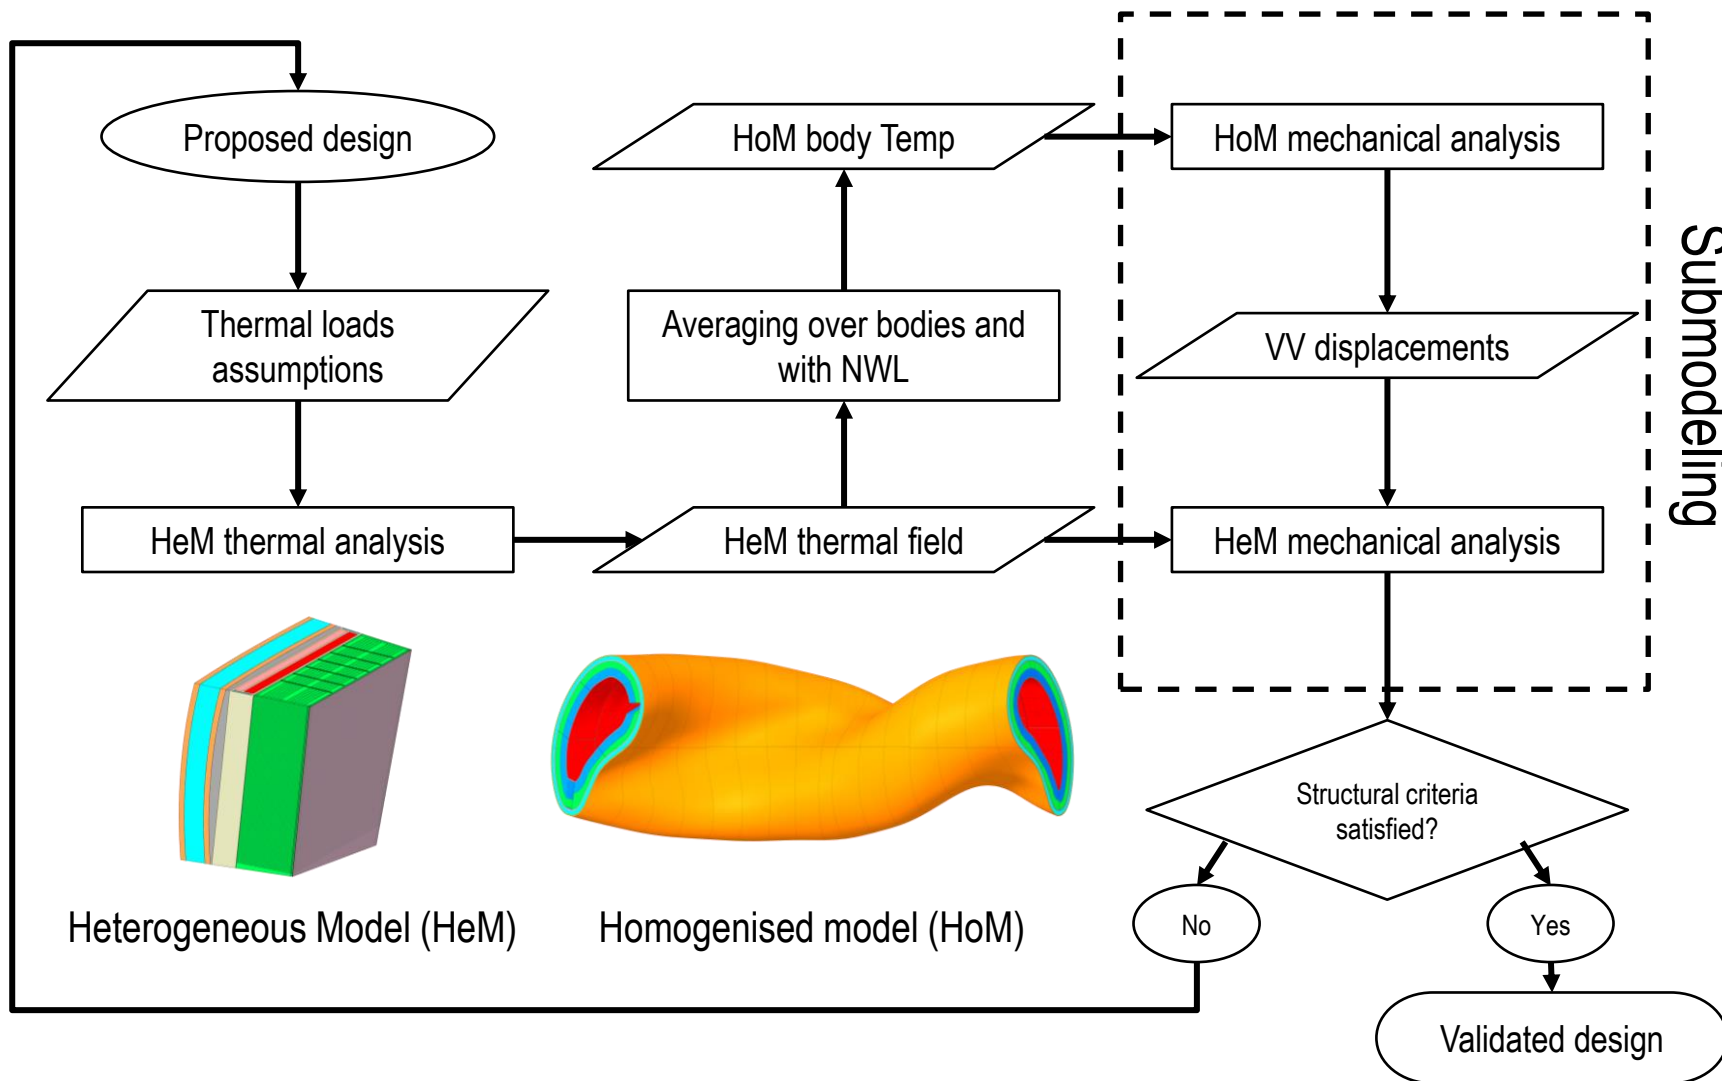 Proposed design
HoM body Temp
HoM mechanical analysis
Submodeling
Thermal loads
assumptions
Averaging over bodies and
with NWL
VV displacements
HeM thermal analysis
HeM thermal field
HeM mechanical analysis
Structural criteria
satisfied?
Heterogeneous Model (HeM)
Homogenised model (HoM)
No
Yes
Validated design